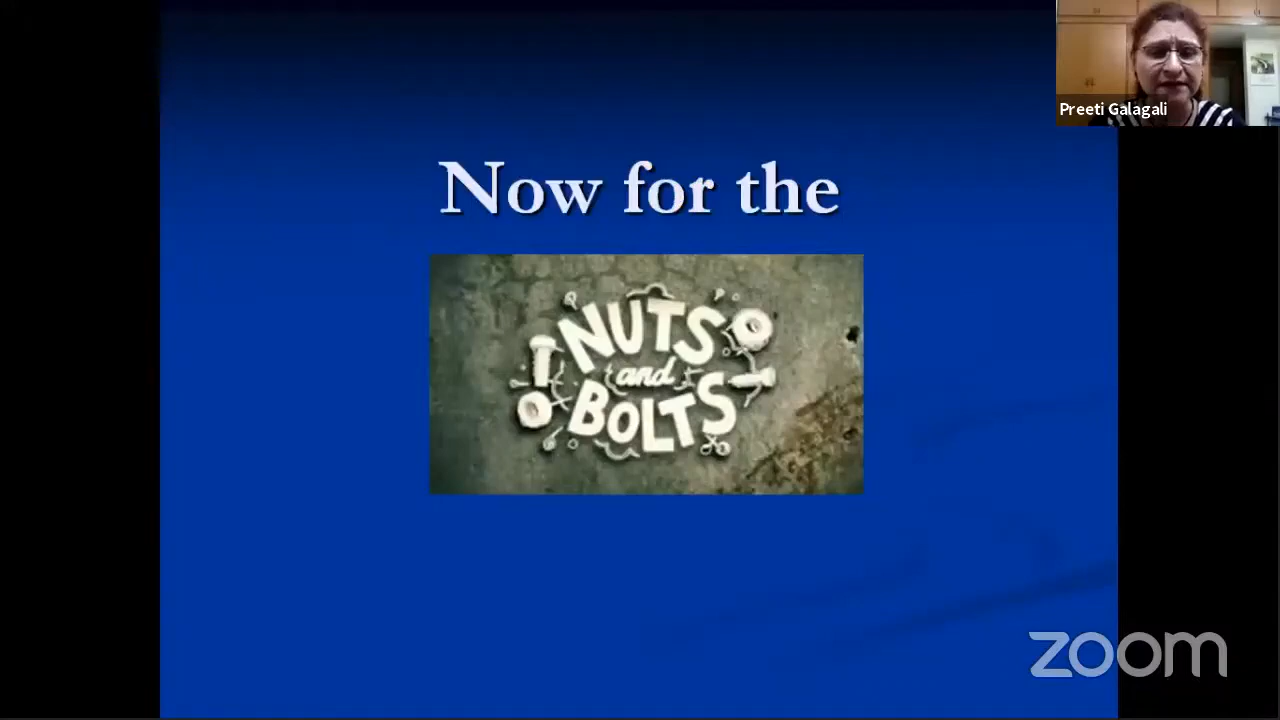 Preeti Galagali
Now for the
NUTS
and
BOLTS
zoom